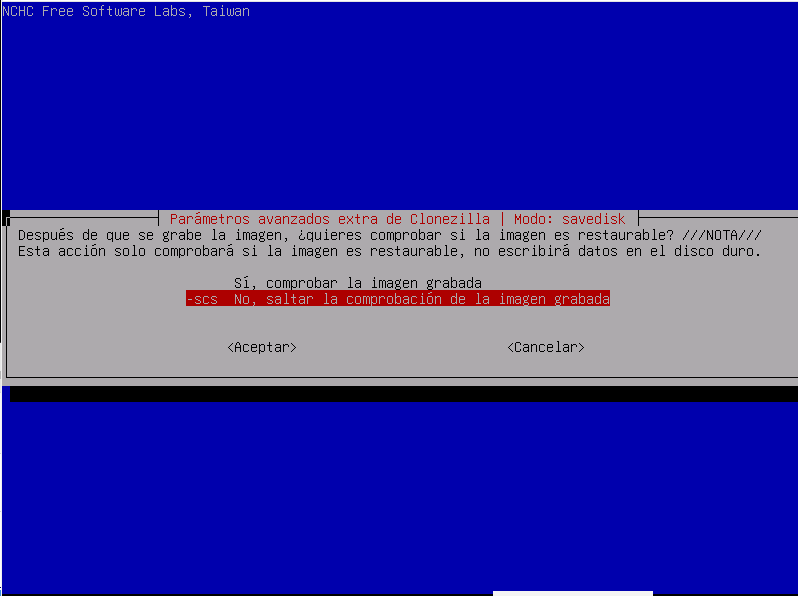 NCHC Free Software Labs, Taiwan
Parámetros avanzados extra de Clonezilla | Modo: savedisk
Después de que se grabe la imagen, ¿quieres comprobar si la imagen es restaurable? ///NOTA///
Esta acción solo comprobará si la imagen es restaurable, no escribirá datos en el disco duro.
Sí, comprobar la imagen grabada
-scs No, saltar la comprobación de la imagen grabada
<Aceptar> <Cancelar>